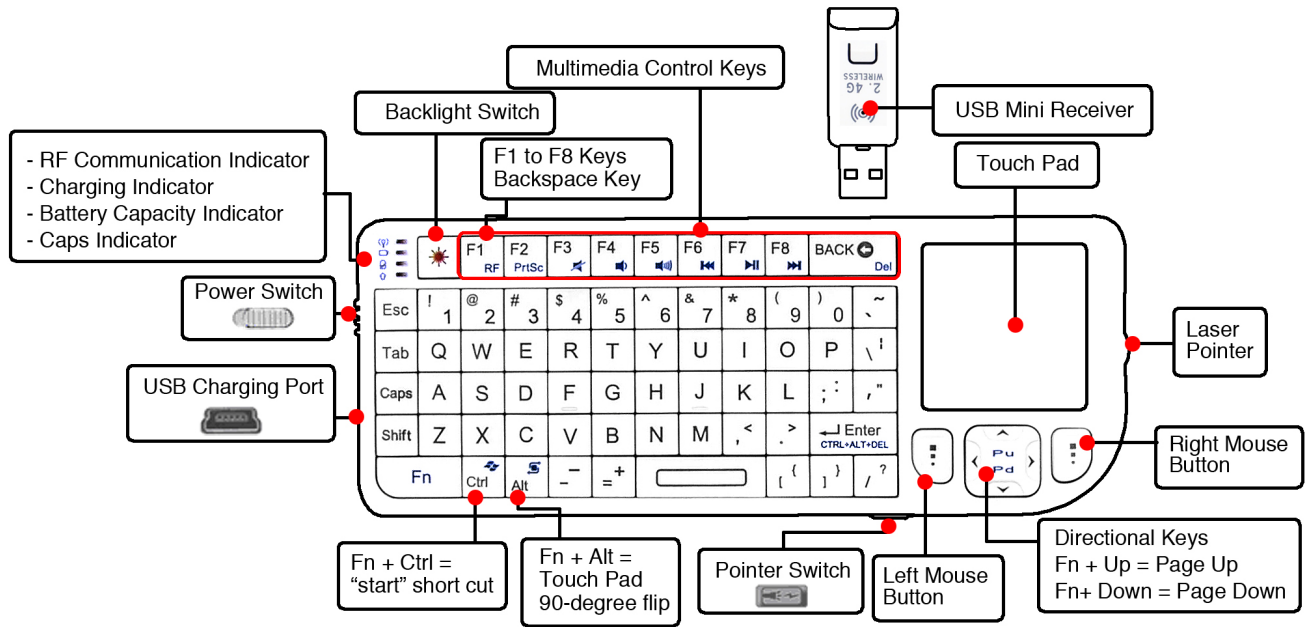 Multimedia Control Keys
Backlight Switch
F1 to F8 Keys
Backspace Key
- RF Communication Indicator
- Charging Indicator
- Battery Capacity Indicator
- Caps Indicator
Power Switch
USB Charging Port
2.4G
WIRELESS
USB Mini Receiver
Touch Pad
Laser
Pointer
Right Mouse
Button
F1 RF F2 PrtSc F3 F4 F5 F6 F7 F8 BACK Del
Esc ! 1 @ 2 # 3 $ 4 % 5 ^ 6 & 7 * 8 ( 9 ) 0 ~ `
Tab Q W E R T Y U I O P \ ¦
Caps A S D F G H J K L ; : , "
Shift Z X C V B N M , < . > Enter
CTRL+ALT+DEL
Fn Ctrl Alt – _ = + [ { ] } / ?
Pu
Pd
Fn + Ctrl =
“start” short cut
Fn + Alt =
Touch Pad
90-degree flip
Pointer Switch
Left Mouse
Button
Directional Keys
Fn + Up = Page Up
Fn+ Down = Page Down